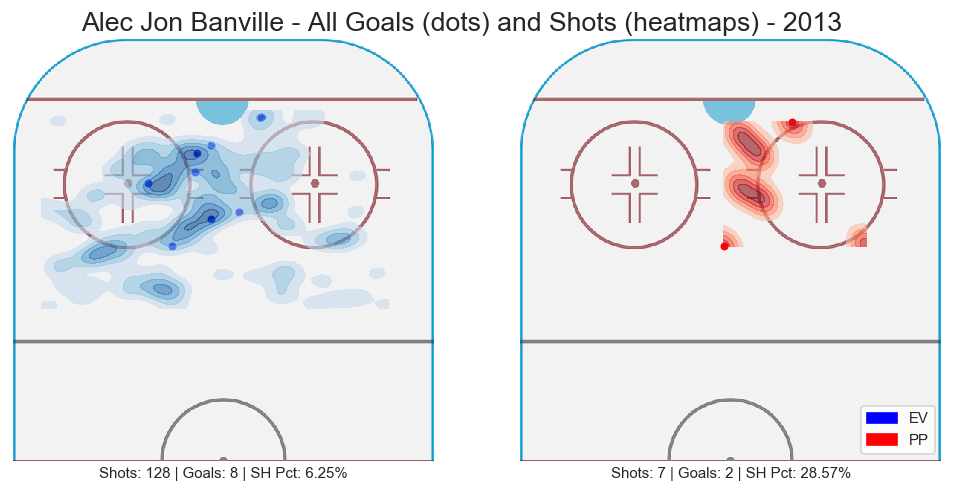 Alec Jon Banville - All Goals (dots) and Shots (heatmaps) - 2013
EV
PP
Shots: 128 | Goals: 8 | SH Pct: 6.25%
Shots: 7 | Goals: 2 | SH Pct: 28.57%